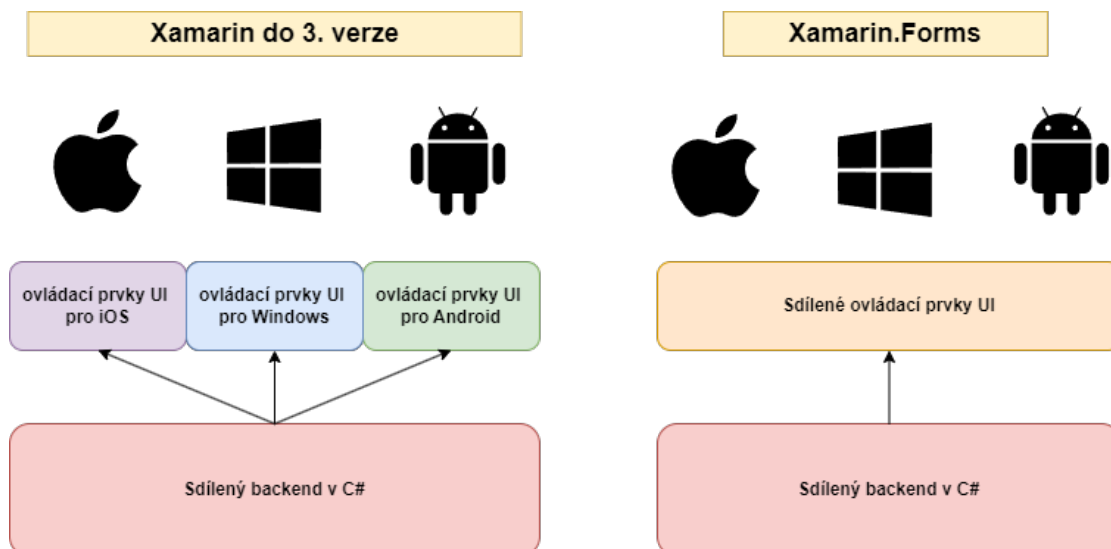 Xamarin do 3. verze
Xamarin.Forms
ovládací prvky UI
pro iOS
ovládací prvky UI
pro Windows
ovládací prvky UI
pro Android
Sdílené ovládací prvky UI
Sdílený backend v C#
Sdílený backend v C#